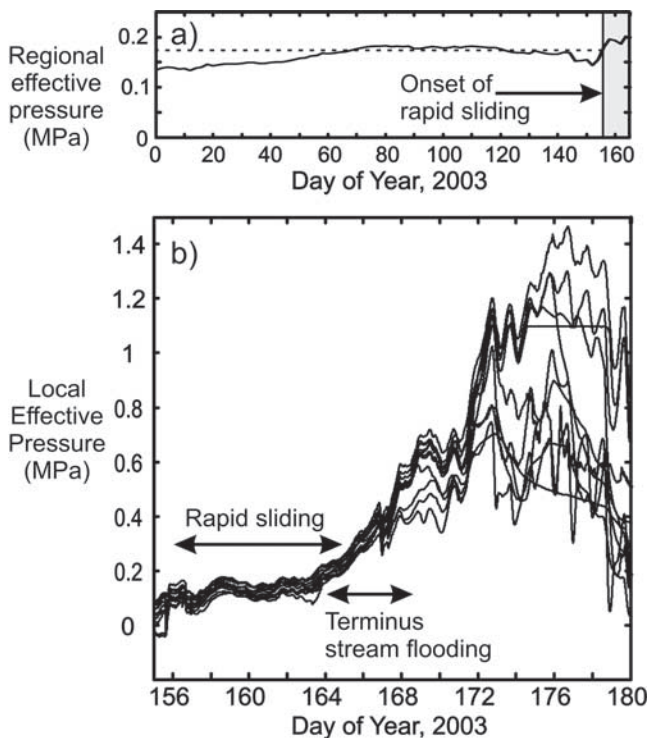 a)
Regional
effective
pressure
(MPa)
0.2
0.1
0
Onset of
rapid sliding
0 20 40 60 80 100 120 140 160
Day of Year, 2003
b)
1.4
1.2
1
0.8
0.6
0.4
0.2
0
Local
Effective
Pressure
(MPa)
Rapid sliding
Terminus
stream flooding
156 160 164 168 172 176 180
Day of Year, 2003